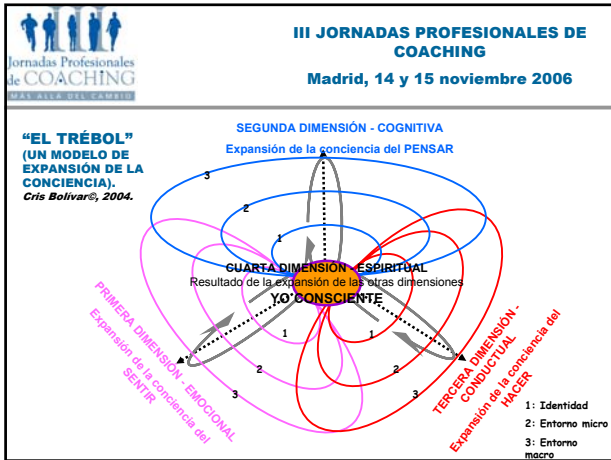 Jornadas Profesionales
de COACHING
MÁS ALLÁ DEL CAMBIO
III JORNADAS PROFESIONALES DE
COACHING
Madrid, 14 y 15 noviembre 2006
“EL TRÉBOL”
(UN MODELO DE
EXPANSIÓN DE LA
CONCIENCIA).
Cris Bolívar©, 2004.
SEGUNDA DIMENSIÓN - COGNITIVA
Expansión de la conciencia del PENSAR
3
2
1
CUARTA DIMENSIÓN - ESPIRITUAL
Resultado de la expansión de las otras dimensiones
YO CONSCIENTE
1
2
3
PRIMERA DIMENSIÓN - EMOCIONAL
Expansión de la conciencia del
SENTIR
1
2
3
TERCERA DIMENSIÓN -
CONDUCTUAL
Expansión de la conciencia del
HACER
1: Identidad
2: Entorno micro
3: Entorno
macro